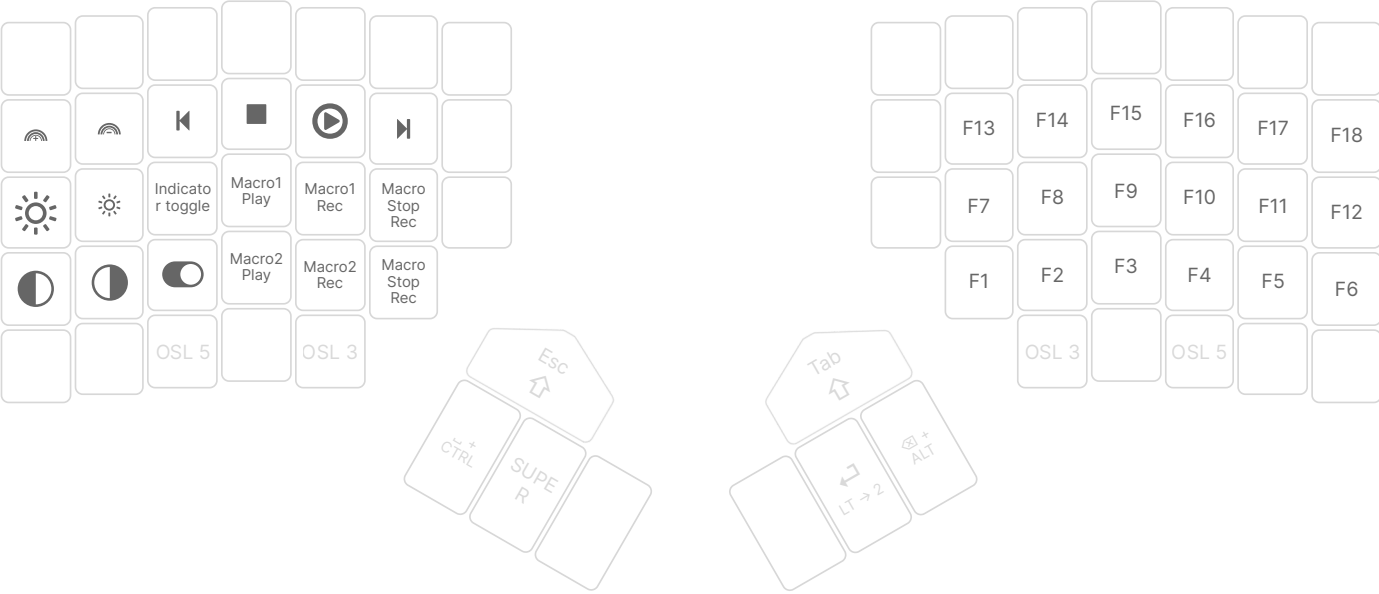 F13
F14
F15
F16
F17
F18
Indicato
r toggle
Macro1
Play
Macro1
Rec
Macro
Stop
Rec
F7
F8
F9
F10
F11
F12
Macro2
Play
Macro2
Rec
Macro
Stop
Rec
F1
F2
F3
F4
F5
F6
OSL 5
OSL 3
OSL 3
OSL 5
Esc
Tab
+
CTRL
SUPE
R
LT → 2
+
ALT